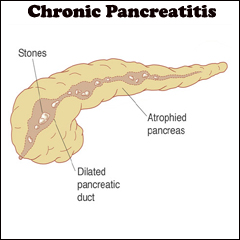 Chronic Pancreatitis
Stones
Atrophied
pancreas
Dilated
pancreatic
duct